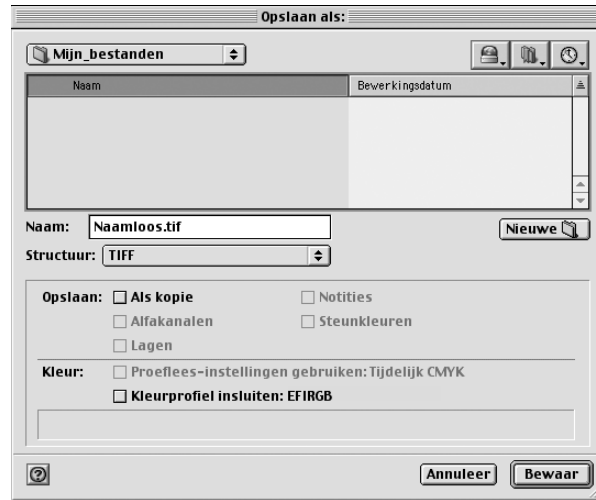 Opslaan als:
Mijn_bestanden
Naam Bewerkingsdatum
Naam: Naamloos.tif Nieuwe
Structuur: TIFF
Opslaan: Als kopie Notities
Alfakanalen Steunkleuren
Lagen
Kleur: Proeflees-instellingen gebruiken: Tijdelijk CMYK
Kleurprofiel insluiten: EFIRGB
? Annuleer Bewaar